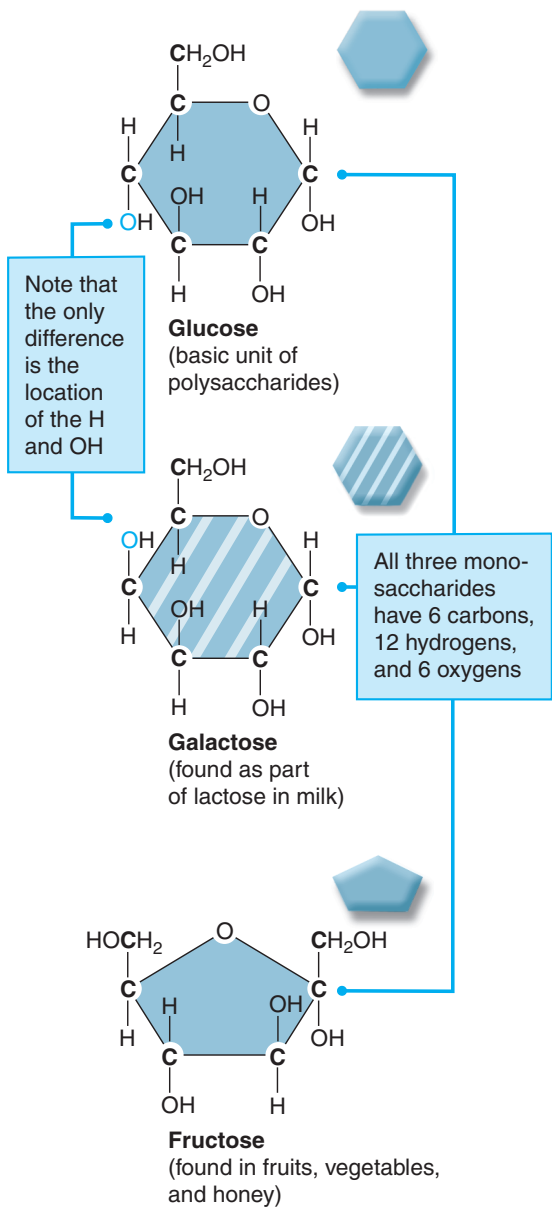 CH2OH
C O
H H
H
C C
OH H
OH OH
C C
H OH
Glucose
(basic unit of
polysaccharides)
Note that
the only
difference
is the
location
of the H
and OH
CH2OH
C O
OH H
H
C C
OH H
H OH
C C
H OH
Galactose
(found as part
of lactose in milk)
All three mono-
saccharides
have 6 carbons,
12 hydrogens,
and 6 oxygens
HOCH2 O CH2OH
C C
H OH
H OH
C C
OH H
Fructose
(found in fruits, vegetables,
and honey)